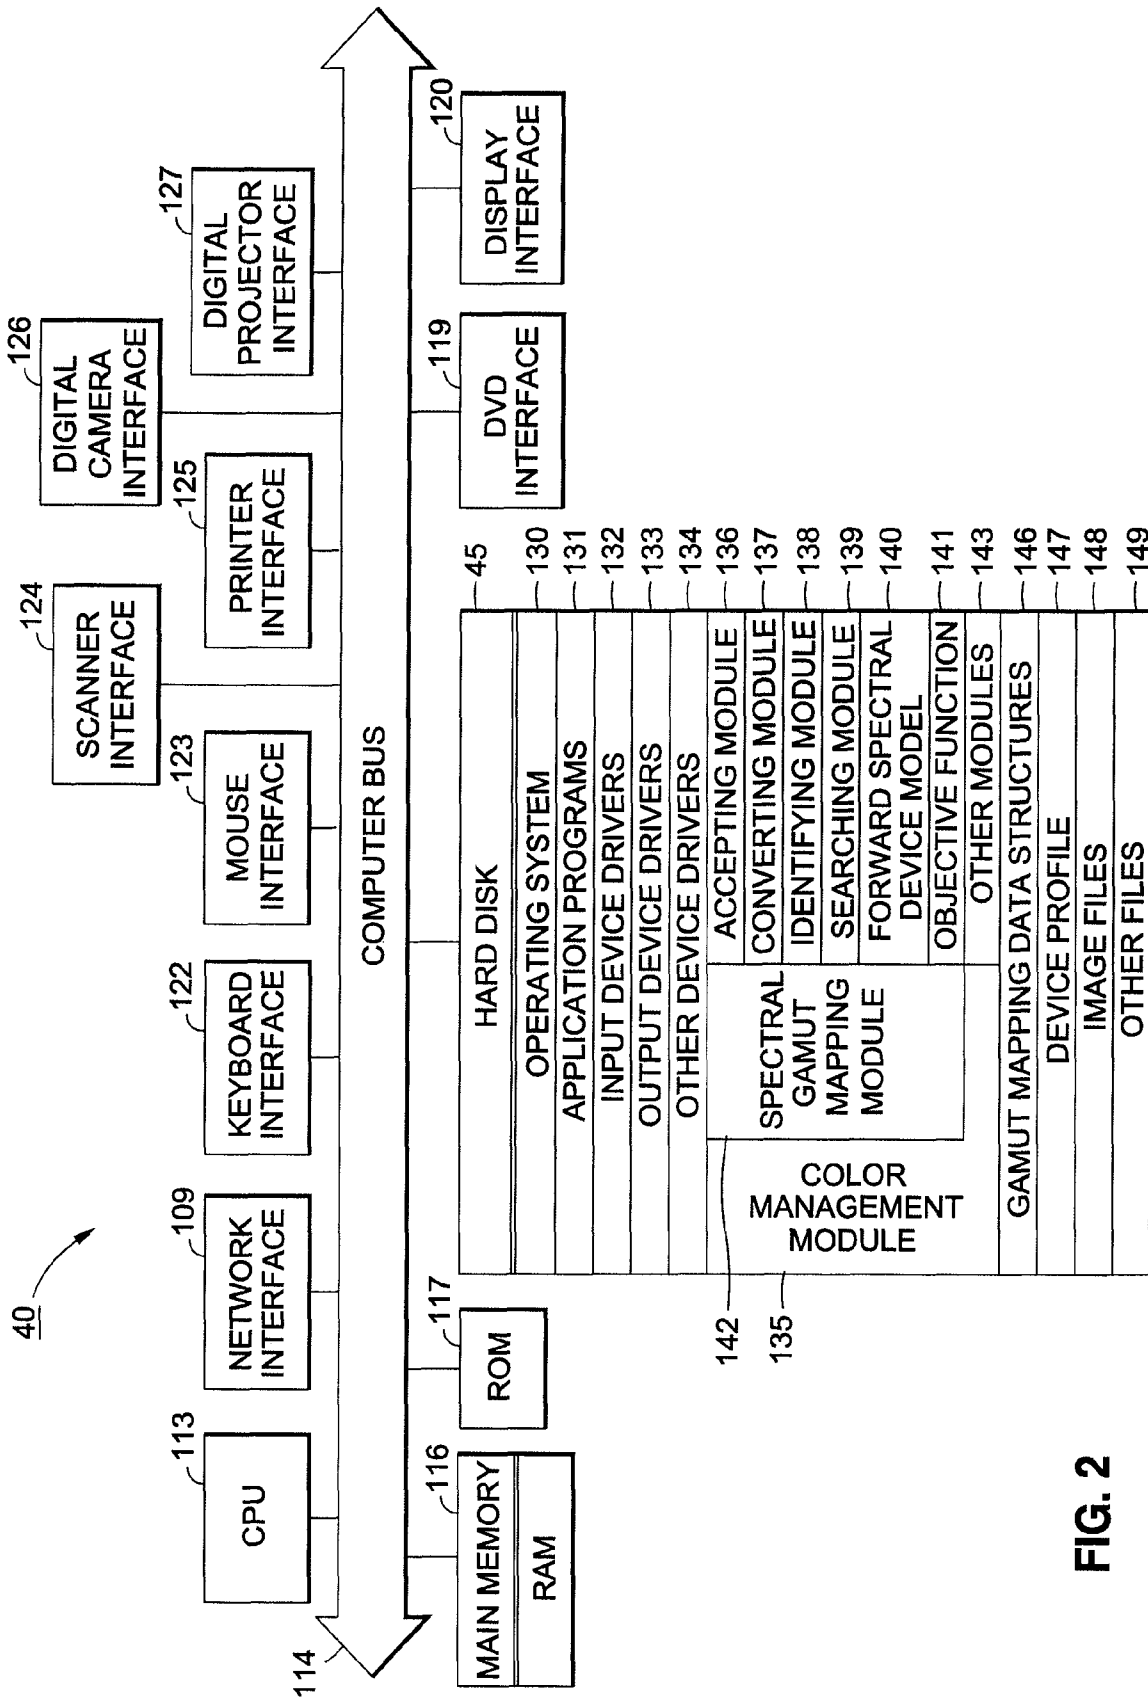 40
113
CPU
109
NETWORK
INTERFACE
122
KEYBOARD
INTERFACE
123
MOUSE
INTERFACE
124
SCANNER
INTERFACE
125
PRINTER
INTERFACE
126
DIGITAL
CAMERA
INTERFACE
127
DIGITAL
PROJECTOR
INTERFACE
114
COMPUTER BUS
116
MAIN MEMORY
RAM
117
ROM
HARD DISK
45
OPERATING SYSTEM
130
APPLICATION PROGRAMS
131
INPUT DEVICE DRIVERS
132
OUTPUT DEVICE DRIVERS
133
OTHER DEVICE DRIVERS
134
142
135
COLOR
MANAGEMENT
MODULE
SPECTRAL
GAMUT
MAPPING
MODULE
ACCEPTING MODULE
136
CONVERTING MODULE
137
IDENTIFYING MODULE
138
SEARCHING MODULE
139
FORWARD SPECTRAL
DEVICE MODEL
140
OBJECTIVE FUNCTION
141
OTHER MODULES
143
GAMUT MAPPING DATA STRUCTURES
146
DEVICE PROFILE
147
IMAGE FILES
148
OTHER FILES
149
119
DVD
INTERFACE
120
DISPLAY
INTERFACE
FIG. 2